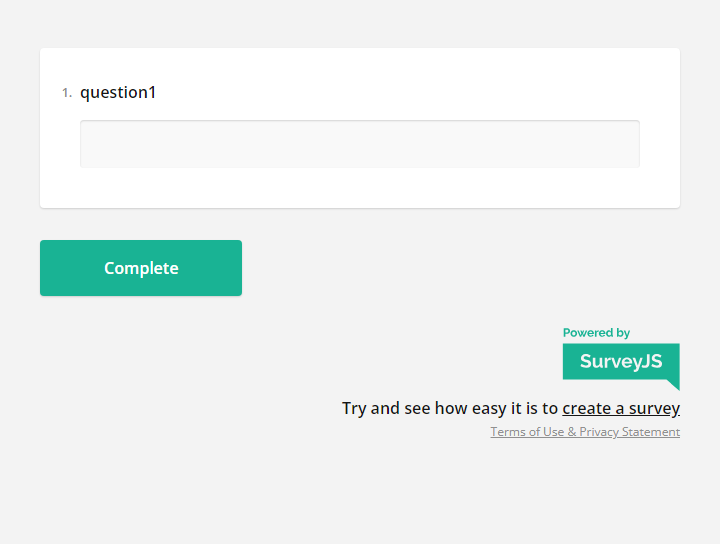 1. question1
Complete
Powered by
SurveyJS
Try and see how easy it is to create a survey
Terms of Use & Privacy Statement